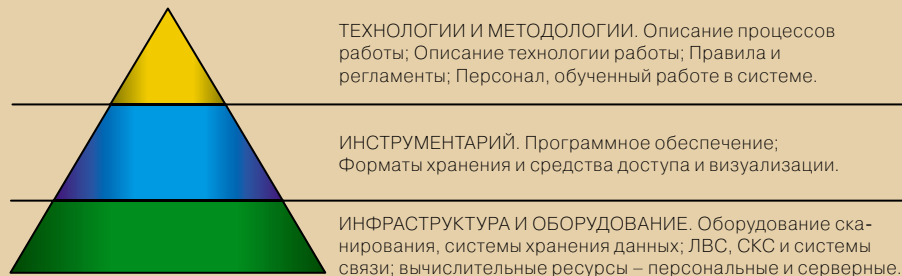 ТЕХНОЛОГИИ И МЕТОДОЛОГИИ. Описание процессов
работы; Описание технологии работы; Правила и
регламенты; Персонал, обученный работе в системе.
ИНСТРУМЕНТАРИЙ. Программное обеспечение;
Форматы хранения и средства доступа и визуализации.
ИНФРАСТРУКТУРА И ОБОРУДОВАНИЕ. Оборудование ска-
нирования, системы хранения данных; ЛВС, СКС и системы
связи; вычислительные ресурсы – персональные и серверные.